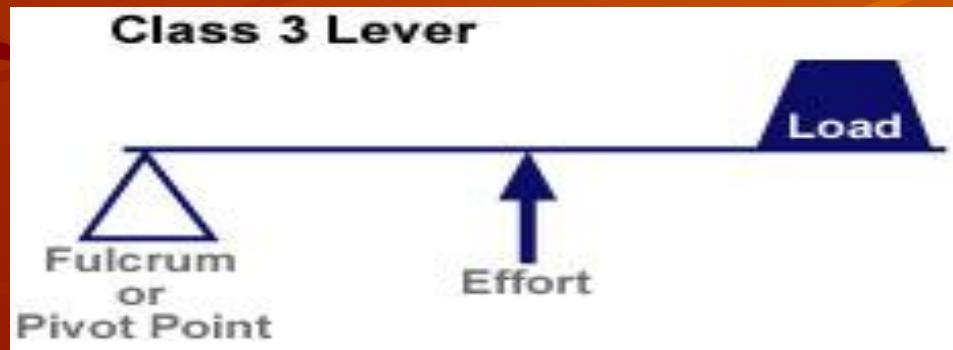 Class 3 Lever
Load
Fulcrum
or
Pivot Point
Effort